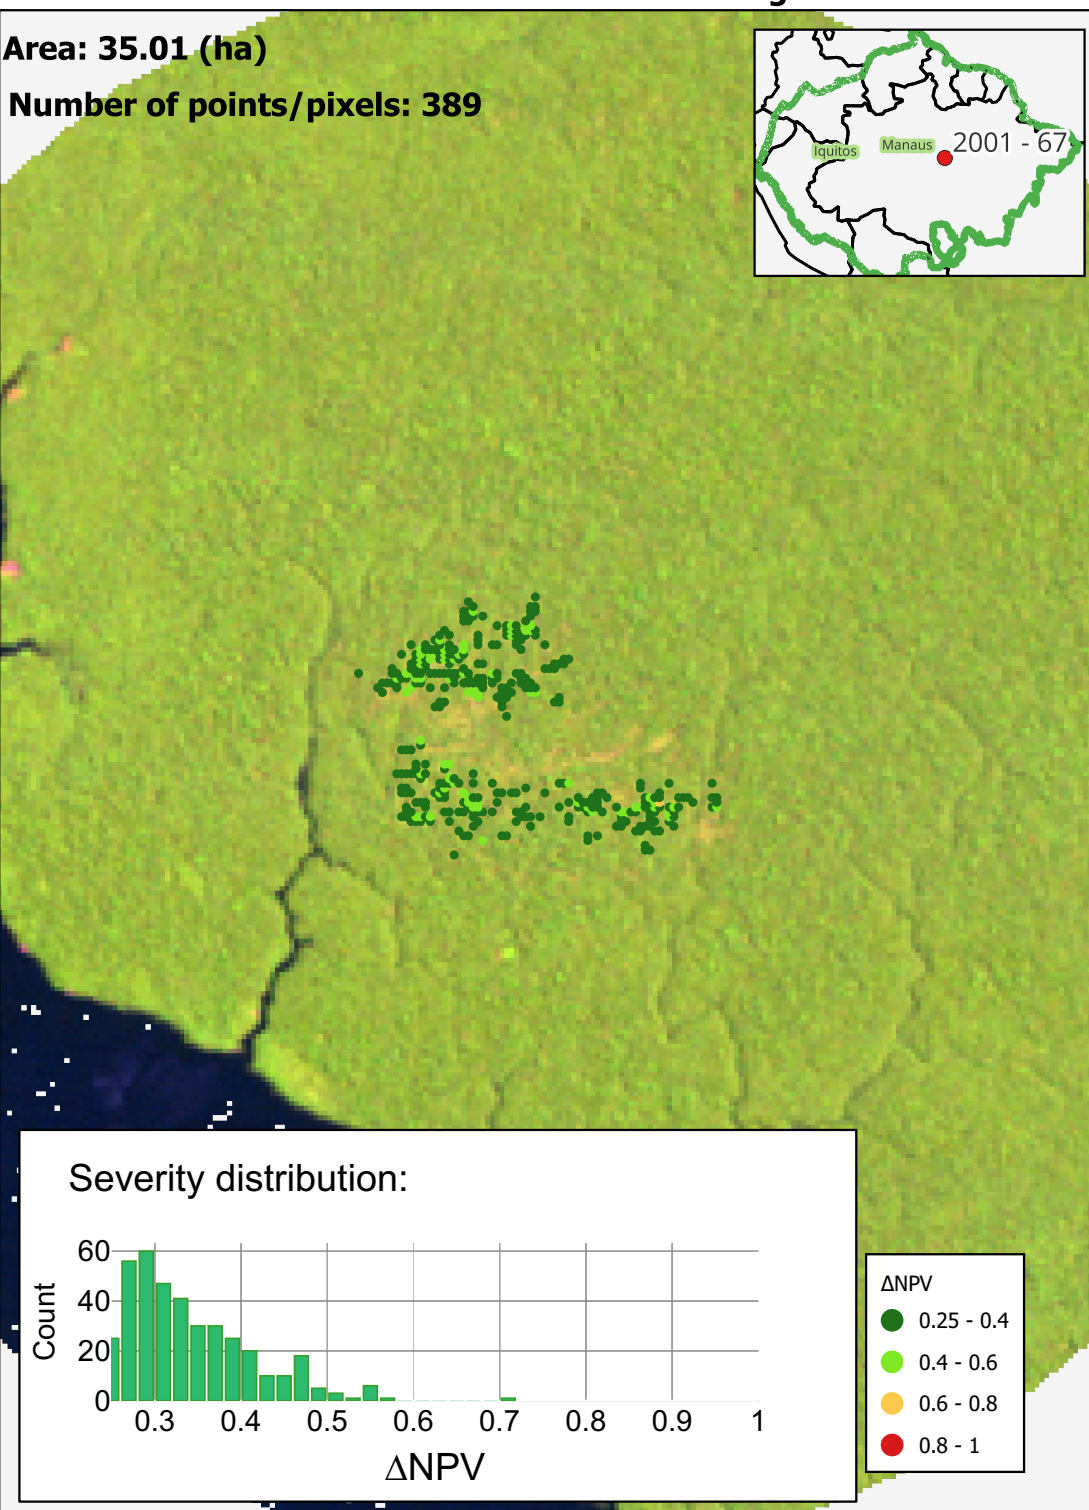 Area: 35.01 (ha)
Number of points/pixels: 389
Iquitos
Manaus
2001 - 67
Severity distribution:
Count
60
40
20
0
0.3 0.4 0.5 0.6 0.7 0.8 0.9 1
ΔNPV
ΔNPV
0.25 - 0.4
0.4 - 0.6
0.6 - 0.8
0.8 - 1